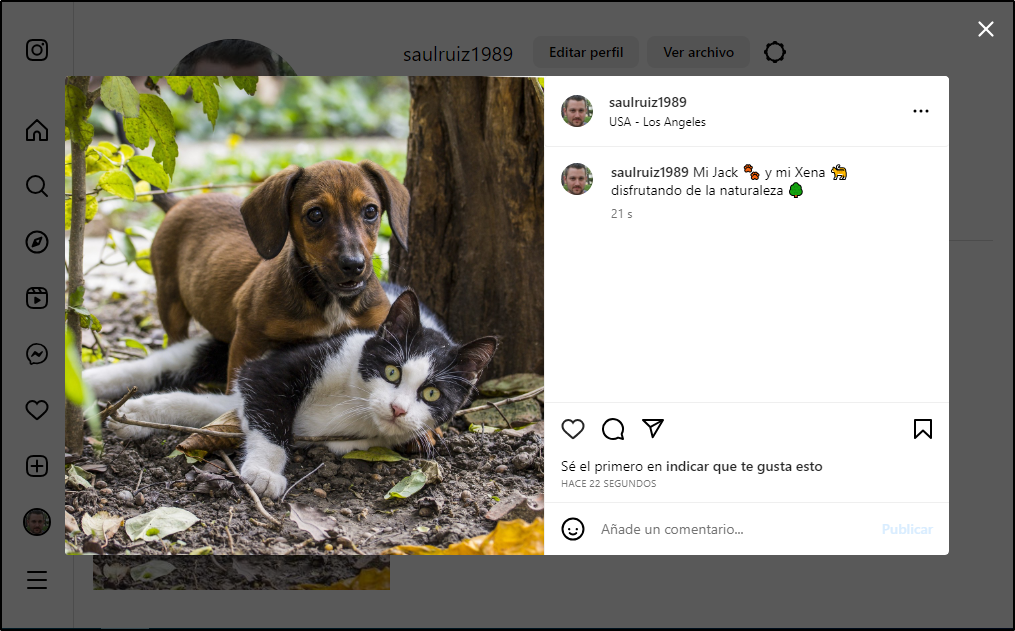 saulruiz1989 Editar perfil Ver archivo
saulruiz1989
USA - Los Angeles
saulruiz1989 Mi Jack 🐾 y mi Xena 🐈
disfrutando de la naturaleza 🌳
21 s
Sé el primero en indicar que te gusta esto
HACE 22 SEGUNDOS
Añade un comentario... Publicar